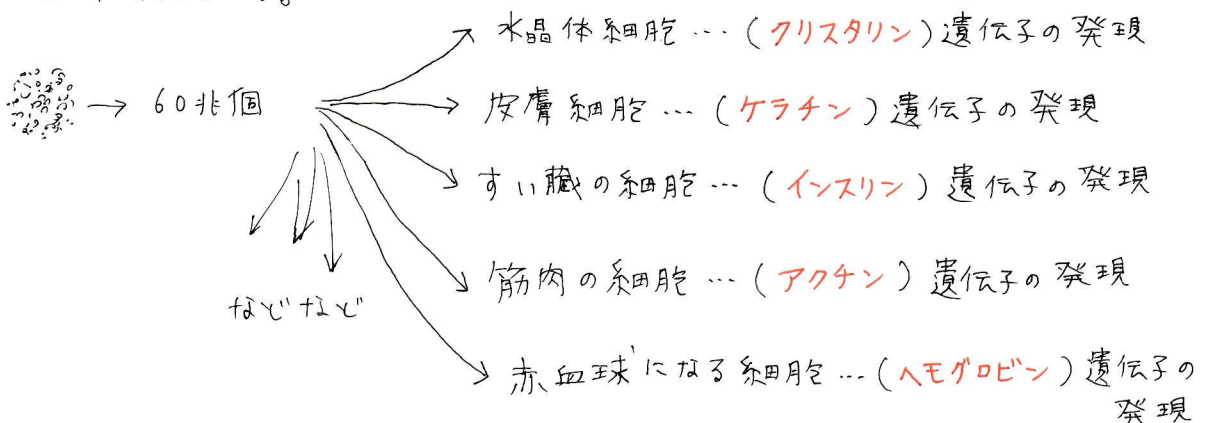 水晶体細胞…(クリスタリン)遺伝子の発現
60兆個
皮膚細胞…(ケラチン)遺伝子の発現
すい臓の細胞…(インスリン)遺伝子の発現
筋肉の細胞…(アクチン)遺伝子の発現
などなど
赤血球になる細胞…(ヘモグロビン)遺伝子の
発現